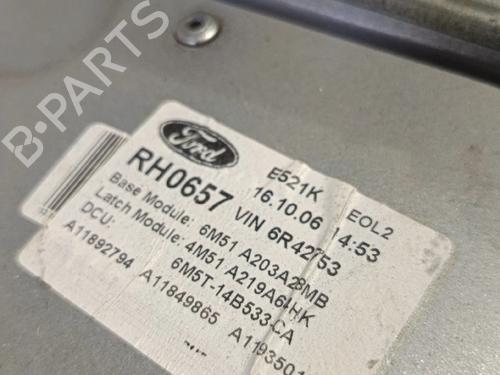 B-PARTS
Ford
RH0657
E521K
16.10.06 14:53
EOL2
VIN 6R42753
Base Module: 6M51 A203A28MB
Latch Module: 4M51 A219A64HK
DCU: 6M5T-14B533-CA
A11892794 A11849865